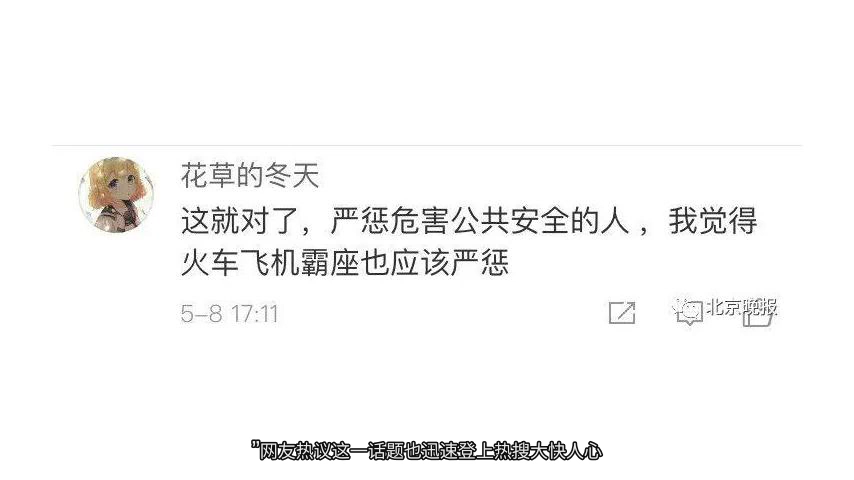 花草的冬天
这就对了，严惩危害公共安全的人，我觉得
火车飞机霸座也应该严惩
5-8 17:11
北京晚报
"网友热议这一话题也迅速登上热搜大快人心